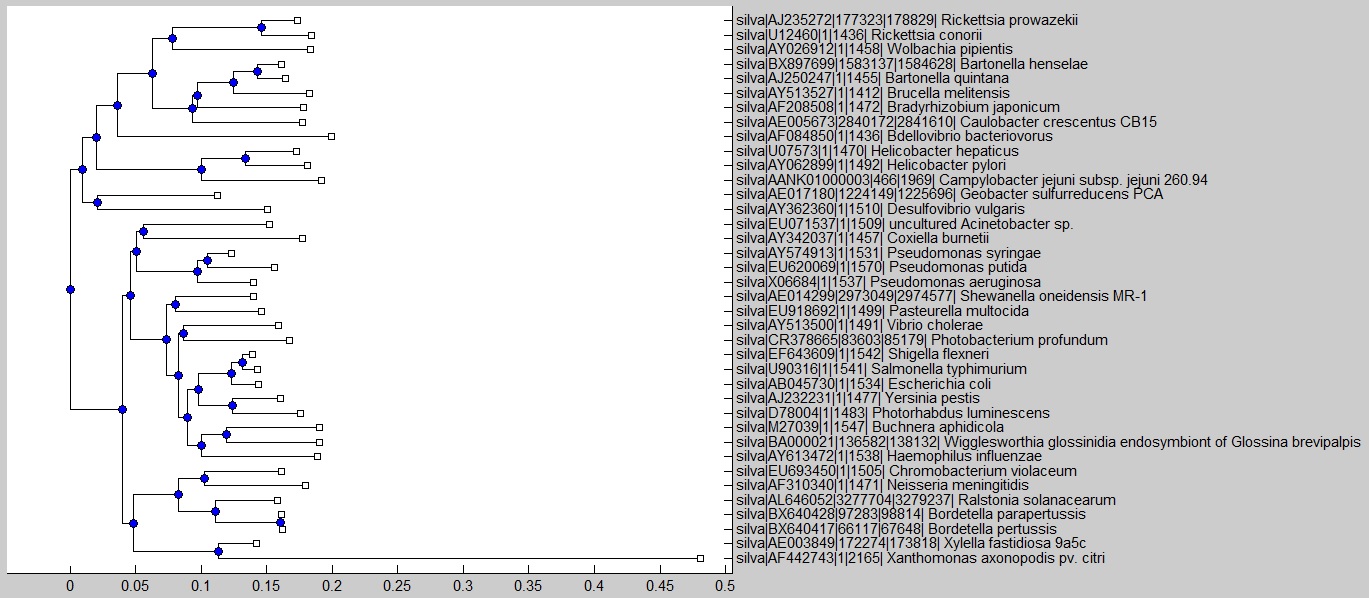 silva|AJ235272|177323|178829| Rickettsia prowazekii
silva|U12460|1|1436| Rickettsia conorii
silva|AY026912|1|1458| Wolbachia pipientis
silva|BX897699|1583137|1584628| Bartonella henselae
silva|AJ250247|1|1455| Bartonella quintana
silva|AY513527|1|1412| Brucella melitensis
silva|AF208508|1|1472| Bradyrhizobium japonicum
silva|AE005673|2840172|2841610| Caulobacter crescentus CB15
silva|AF084850|1|1436| Bdellovibrio bacteriovorus
silva|U07573|1|1470| Helicobacter hepaticus
silva|AY062899|1|1492| Helicobacter pylori
silva|AANK01000003|466|1969| Campylobacter jejuni subsp. jejuni 260.94
silva|AE017180|1224149|1225696| Geobacter sulfurreducens PCA
silva|AY362360|1|1510| Desulfovibrio vulgaris
silva|EU071537|1|1509| uncultured Acinetobacter sp.
silva|AY342037|1|1457| Coxiella burnetii
silva|AY574913|1|1531| Pseudomonas syringae
silva|EU620069|1|1570| Pseudomonas putida
silva|X06684|1|1537| Pseudomonas aeruginosa
silva|AE014299|2973049|2974577| Shewanella oneidensis MR-1
silva|EU918692|1|1499| Pasteurella multocida
silva|AY513500|1|1491| Vibrio cholerae
silva|CR378665|83603|85179| Photobacterium profundum
silva|EF643609|1|1542| Shigella flexneri
silva|U90316|1|1541| Salmonella typhimurium
silva|AB045730|1|1534| Escherichia coli
silva|AJ232231|1|1477| Yersinia pestis
silva|D78004|1|1483| Photorhabdus luminescens
silva|M27039|1|1547| Buchnera aphidicola
silva|BA000021|136582|138132| Wigglesworthia glossinidia endosymbiont of Glossina brevipalpis
silva|AY613472|1|1538| Haemophilus influenzae
silva|EU693450|1|1505| Chromobacterium violaceum
silva|AF310340|1|1471| Neisseria meningitidis
silva|AL646052|3277704|3279237| Ralstonia solanacearum
silva|BX640428|97283|98814| Bordetella parapertussis
silva|BX640417|66117|67648| Bordetella pertussis
silva|AE003849|172274|173818| Xylella fastidiosa 9a5c
silva|AF442743|1|2165| Xanthomonas axonopodis pv. citri
0 0.05 0.1 0.15 0.2 0.25 0.3 0.35 0.4 0.45 0.5